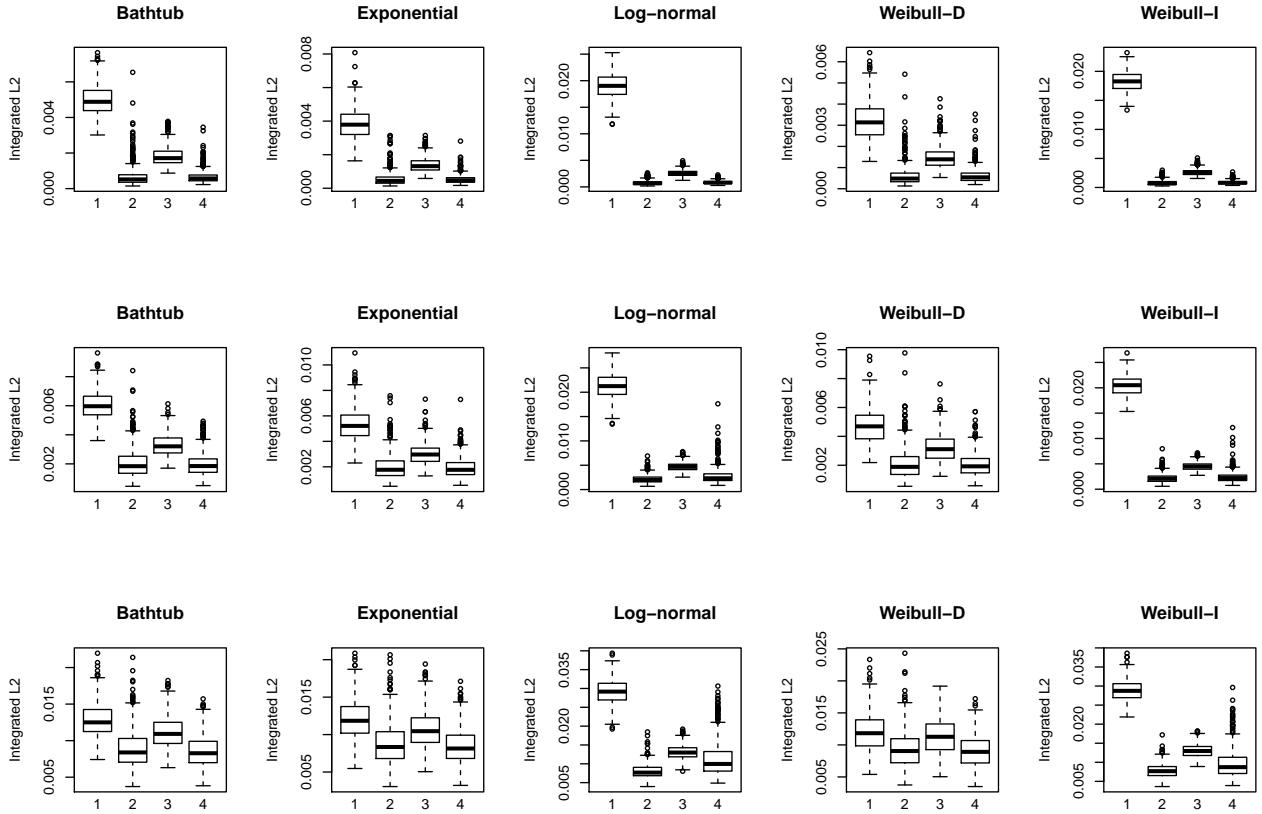 Bathtub
Integrated L2
0.000 0.004
1 2 3 4
Exponential
Integrated L2
0.000 0.004 0.008
1 2 3 4
Log−normal
Integrated L2
0.000 0.010 0.020
1 2 3 4
Weibull−D
Integrated L2
0.000 0.003 0.006
1 2 3 4
Weibull−I
Integrated L2
0.000 0.010 0.020
1 2 3 4
Bathtub
Integrated L2
0.002 0.006
1 2 3 4
Exponential
Integrated L2
0.002 0.006 0.010
1 2 3 4
Log−normal
Integrated L2
0.000 0.010 0.020
1 2 3 4
Weibull−D
Integrated L2
0.002 0.006 0.010
1 2 3 4
Weibull−I
Integrated L2
0.000 0.010 0.020
1 2 3 4
Bathtub
Integrated L2
0.005 0.015
1 2 3 4
Exponential
Integrated L2
0.005 0.015
1 2 3 4
Log−normal
Integrated L2
0.005 0.020 0.035
1 2 3 4
Weibull−D
Integrated L2
0.005 0.015 0.025
1 2 3 4
Weibull−I
Integrated L2
0.005 0.020 0.035
1 2 3 4